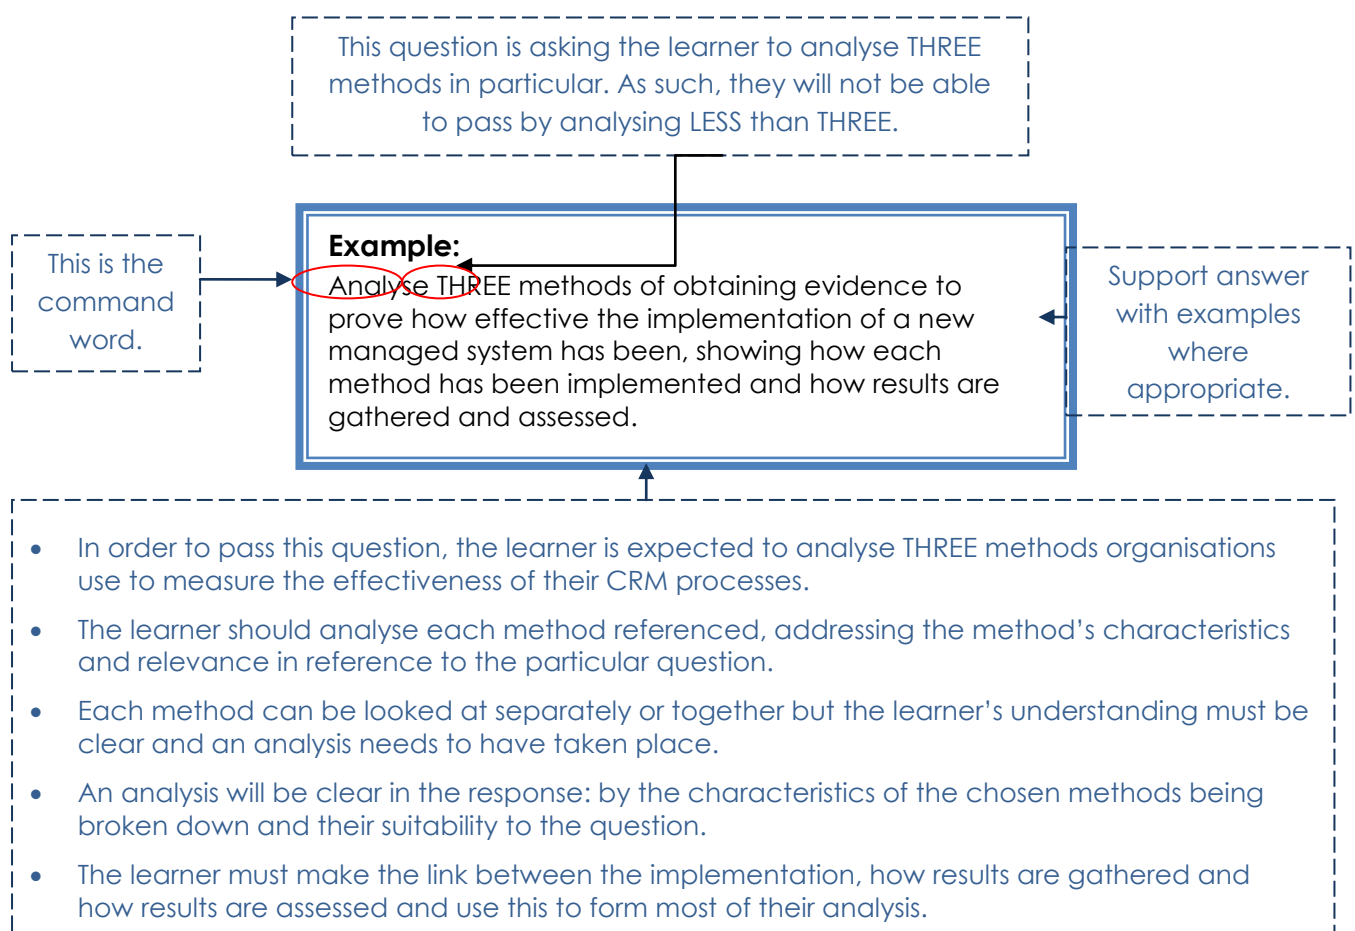 This question is asking the learner to analyse THREE
methods in particular. As such, they will not be able
to pass by analysing LESS than THREE.
This is the
command
word.
Example:
Analyse THREE methods of obtaining evidence to
prove how effective the implementation of a new
managed system has been, showing how each
method has been implemented and how results are
gathered and assessed.
Support answer
with examples
where
appropriate.
• In order to pass this question, the learner is expected to analyse THREE methods organisations
use to measure the effectiveness of their CRM processes.
• The learner should analyse each method referenced, addressing the method’s characteristics
and relevance in reference to the particular question.
• Each method can be looked at separately or together but the learner’s understanding must be
clear and an analysis needs to have taken place.
• An analysis will be clear in the response: by the characteristics of the chosen methods being
broken down and their suitability to the question.
• The learner must make the link between the implementation, how results are gathered and
how results are assessed and use this to form most of their analysis.